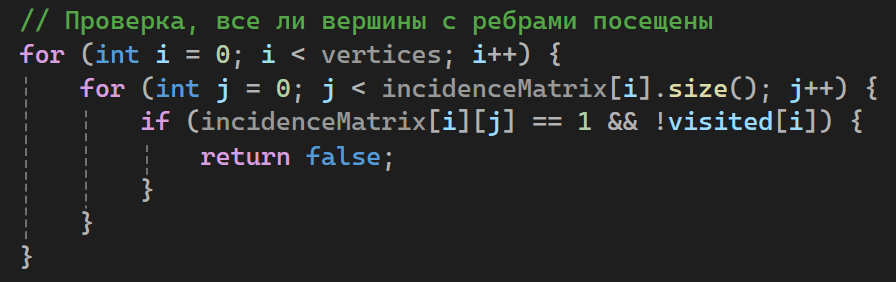 // Проверка, все ли вершины с ребрами посещены
for (int i = 0; i < vertices; i++) {
for (int j = 0; j < incidenceMatrix[i].size(); j++) {
if (incidenceMatrix[i][j] == 1 && !visited[i]) {
return false;
}
}
}